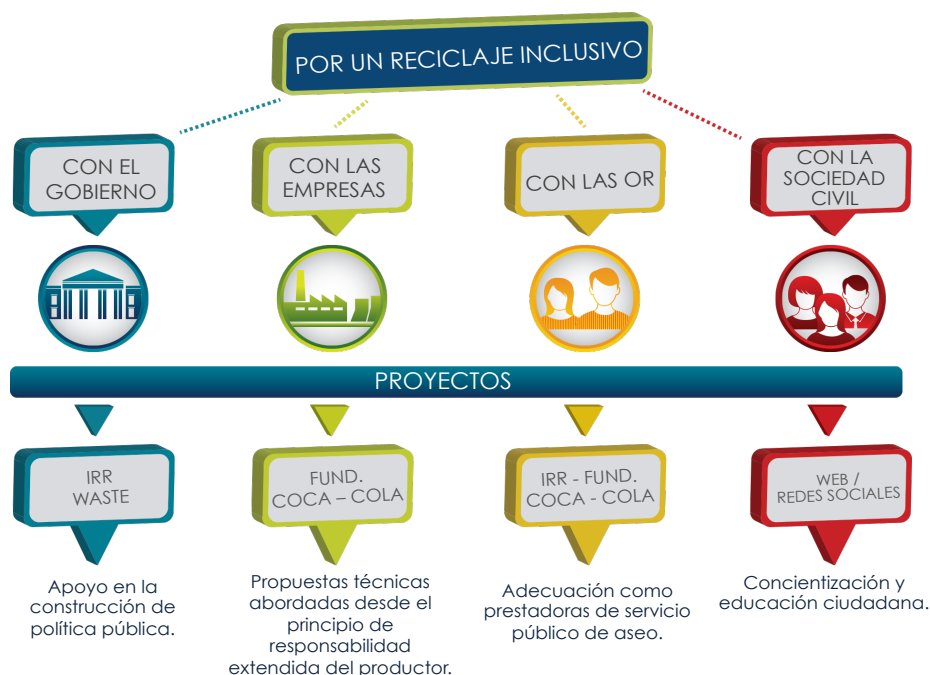 POR UN RECICLAJE INCLUSIVO
CON EL
GOBIERNO
CON LAS
EMPRESAS
CON LAS OR
CON LA
SOCIEDAD
CIVIL
PROYECTOS
IRR
WASTE
FUND.
COCA – COLA
IRR - FUND.
COCA - COLA
WEB /
REDES SOCIALES
Apoyo en la
construcción de
política pública.
Propuestas técnicas
abordadas desde el
principio de
responsabilidad
extendida del productor.
Adecuación como
prestadoras de servicio
público de aseo.
Concientización y
educación ciudadana.